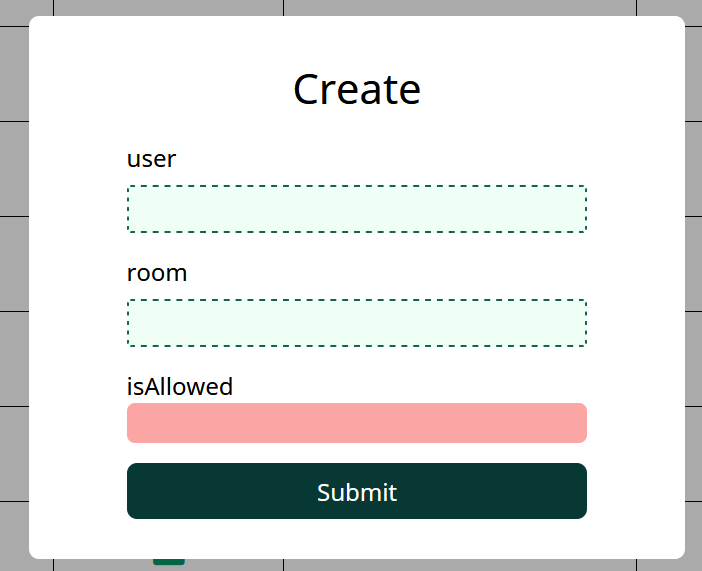 Create
user
room
isAllowed
Submit